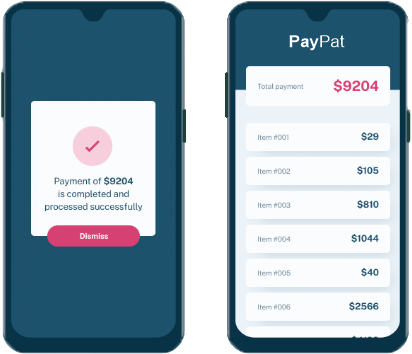 Payment of $9204
is completed and
processed successfully
Dismiss
PayPat
Total payment $9204
Item #001 $29
Item #002 $105
Item #003 $810
Item #004 $1044
Item #005 $40
Item #006 $2566